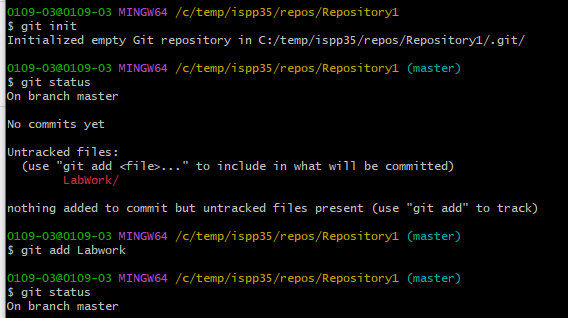 0109-03@0109-03 MINGW64 /c/temp/ispp35/repos/Repository1
$ git init
Initialized empty Git repository in C:/temp/ispp35/repos/Repository1/.git/
0109-03@0109-03 MINGW64 /c/temp/ispp35/repos/Repository1 (master)
$ git status
On branch master
No commits yet
Untracked files:
(use "git add <file>..." to include in what will be committed)
LabWork/
nothing added to commit but untracked files present (use "git add" to track)
0109-03@0109-03 MINGW64 /c/temp/ispp35/repos/Repository1 (master)
$ git add Labwork
0109-03@0109-03 MINGW64 /c/temp/ispp35/repos/Repository1 (master)
$ git status
On branch master